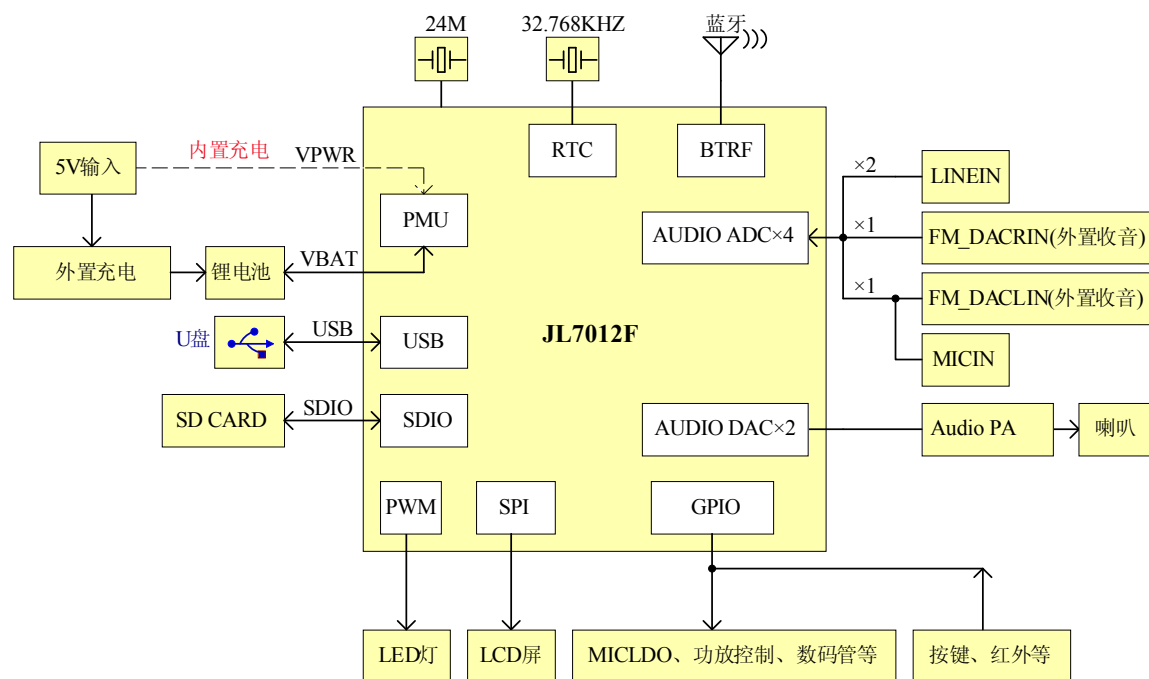 24M
32.768KHZ
蓝牙
RTC
BTRF
5V输入
内置充电
VPWR
PMU
外置充电
锂电池
VBAT
U盘
USB
USB
SD CARD
SDIO
SDIO
JL7012F
AUDIO ADC×4
×2
LINEIN
×1
FM_DACRIN(外置收音)
×1
FM_DACLIN(外置收音)
MICIN
AUDIO DAC×2
Audio PA
喇叭
PWM
SPI
GPIO
LED灯
LCD屏
MICLDO、功放控制、数码管等
按键、红外等